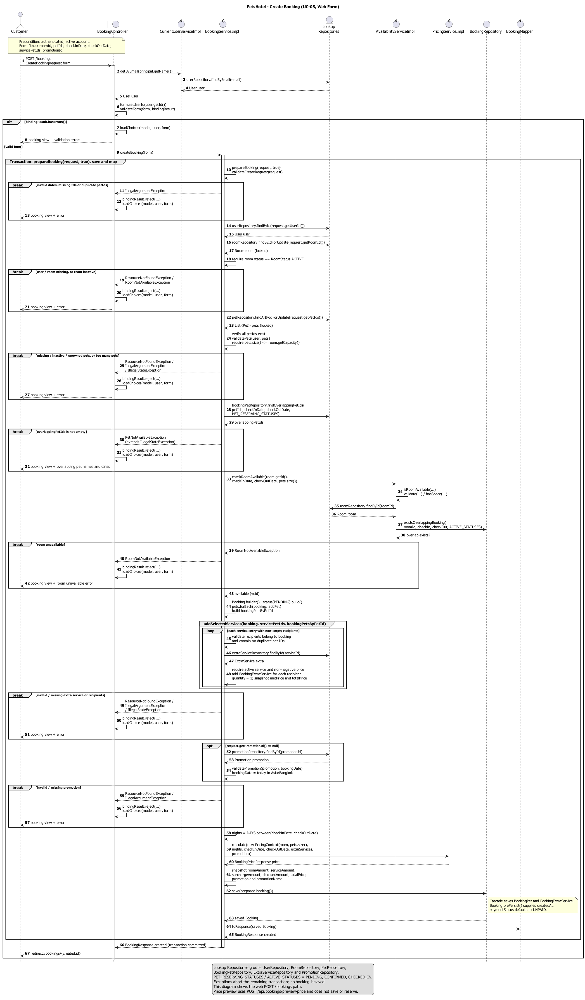 PetsHotel - Create Booking (UC-05, Web Form)
Customer
BookingController
CurrentUserServiceImpl
BookingServiceImpl
Lookup
Repositories
AvailabilityServiceImpl
PricingServiceImpl
BookingRepository
BookingMapper
Precondition: authenticated, active account.
Form fields: roomId, petIds, checkInDate, checkOutDate,
servicePetIds, promotionId.
1 POST /bookings
CreateBookingRequest form
2 getByEmail(principal.getName())
3 userRepository.findByEmail(email)
4 User user
5 User user
6 form.setUserId(user.getId())
validateForm(form, bindingResult)
alt [bindingResult.hasErrors()]
7 loadChoices(model, user, form)
8 booking view + validation errors
[valid form]
9 createBooking(form)
Transaction: prepareBooking(request, true), save and map
10 prepareBooking(request, true)
validateCreateRequest(request)
break [invalid dates, missing IDs or duplicate petIds]
11 IllegalArgumentException
12 bindingResult.reject(...)
loadChoices(model, user, form)
13 booking view + error
14 userRepository.findById(request.getUserId())
15 User user
16 roomRepository.findByIdForUpdate(request.getRoomId())
17 Room room (locked)
18 require room.status == RoomStatus.ACTIVE
break [user / room missing, or room inactive]
19 ResourceNotFoundException /
RoomNotAvailableException
20 bindingResult.reject(...)
loadChoices(model, user, form)
21 booking view + error
22 petRepository.findAllByIdForUpdate(request.getPetIds())
23 List<Pet> pets (locked)
24 verify all petIds exist
validatePets(user, pets)
require pets.size() <= room.getCapacity()
break [missing / inactive / unowned pets, or too many pets]
25 ResourceNotFoundException /
IllegalArgumentException
/ IllegalStateException
26 bindingResult.reject(...)
loadChoices(model, user, form)
27 booking view + error
28 bookingPetRepository.findOverlappingPetIds(
petIds, checkInDate, checkOutDate,
PET_RESERVING_STATUSES)
29 overlappingPetIds
break [overlappingPetIds is not empty]
30 PetNotAvailableException
(extends IllegalStateException)
31 bindingResult.reject(...)
loadChoices(model, user, form)
32 booking view + overlapping pet names and dates
33 checkRoomAvailable(room.getId(),
checkInDate, checkOutDate, pets.size())
34 isRoomAvailable(...)
validate(...) / hasSpace(...)
35 roomRepository.findById(roomId)
36 Room room
37 existsOverlappingBooking(
roomId, checkIn, checkOut, ACTIVE_STATUSES)
38 overlap exists?
break [room unavailable]
39 RoomNotAvailableException
40 RoomNotAvailableException
41 bindingResult.reject(...)
loadChoices(model, user, form)
42 booking view + room unavailable error
43 available (void)
44 Booking.builder()...status(PENDING).build()
pets.forEach(booking::addPet)
build bookingPetsByPetId
addSelectedServices(booking, servicePetIds, bookingPetsByPetId)
loop [each service entry with non-empty recipients]
45 validate recipients belong to booking
and contain no duplicate pet IDs
46 extraServiceRepository.findById(serviceId)
47 ExtraService extra
48 require active service and non-negative price
add BookingExtraService for each recipient
quantity = 1; snapshot unitPrice and totalPrice
break [invalid / missing extra service or recipients]
49 ResourceNotFoundException /
IllegalArgumentException
/ IllegalStateException
50 bindingResult.reject(...)
loadChoices(model, user, form)
51 booking view + error
opt [request.getPromotionId() != null]
52 promotionRepository.findById(promotionId)
53 Promotion promotion
54 validatePromotion(promotion, bookingDate)
bookingDate = today in Asia/Bangkok
break [invalid / missing promotion]
55 ResourceNotFoundException /
IllegalArgumentException
56 bindingResult.reject(...)
loadChoices(model, user, form)
57 booking view + error
58 nights = DAYS.between(checkInDate, checkOutDate)
59 calculate(new PricingContext(room, pets.size(),
nights, checkInDate, checkOutDate, extraServices,
promotion))
60 BookingPriceResponse price
61 snapshot roomAmount, serviceAmount,
surchargeAmount, discountAmount, totalPrice,
promotion and promotionName
62 save(prepared.booking())
Cascade saves BookingPet and BookingExtraService.
Booking.prePersist() supplies createdAt.
paymentStatus defaults to UNPAID.
63 saved Booking
64 toResponse(saved Booking)
65 BookingResponse created
66 BookingResponse created (transaction committed)
67 redirect:/bookings/{created.id}
Lookup Repositories groups UserRepository, RoomRepository, PetRepository,
BookingPetRepository, ExtraServiceRepository and PromotionRepository.
PET_RESERVING_STATUSES / ACTIVE_STATUSES = PENDING, CONFIRMED, CHECKED_IN.
Exceptions abort the remaining transaction; no booking is saved.
This diagram shows the web POST /bookings path.
Price preview uses POST /api/bookings/preview-price and does not save or reserve.